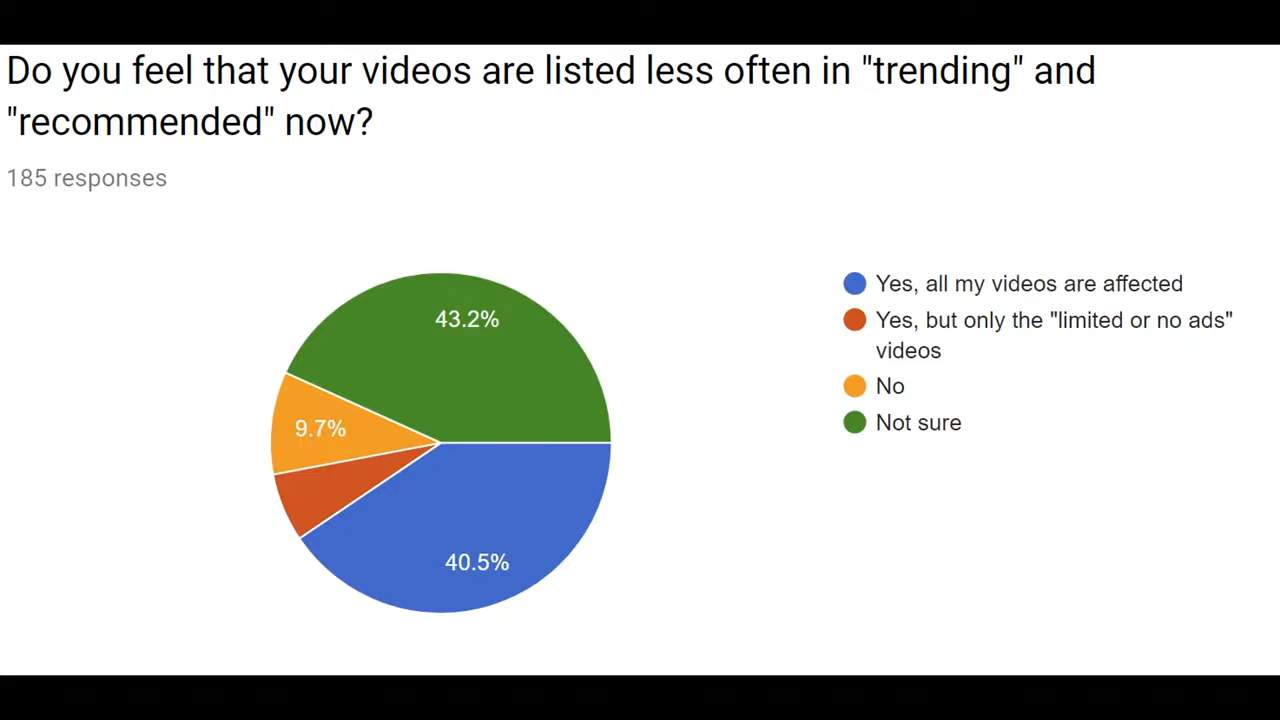 Do you feel that your videos are listed less often in "trending" and
"recommended" now?
185 responses
43.2%
9.7%
40.5%
Yes, all my videos are affected
Yes, but only the "limited or no ads"
videos
No
Not sure